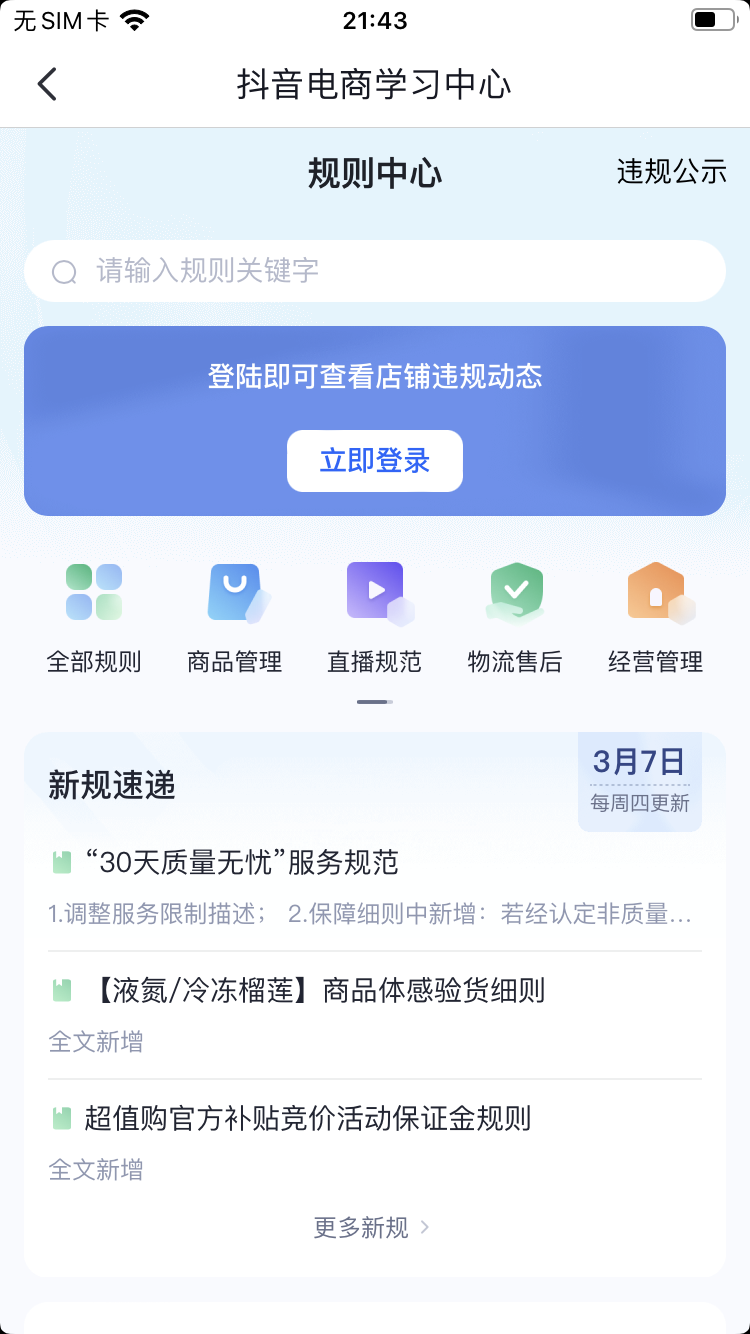 无SIM卡
21:43
抖音电商学习中心
规则中心
违规公示
请输入规则关键字
登陆即可查看店铺违规动态
立即登录
全部规则
商品管理
直播规范
物流售后
经营管理
新规速递
3月7日
每周四更新
“30天质量无忧”服务规范
1.调整服务限制描述； 2.保障细则中新增：若经认定非质量...
【液氮/冷冻榴莲】商品体感验货细则
全文新增
超值购官方补贴竞价活动保证金规则
全文新增
更多新规